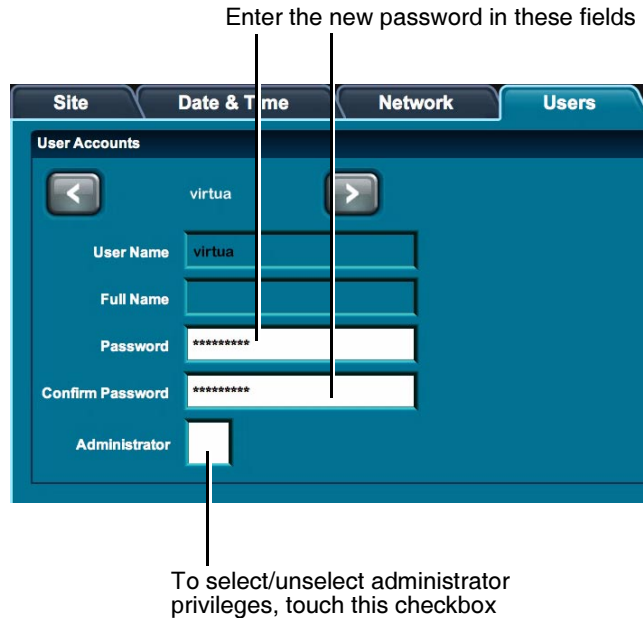 Enter the new password in these fields
Site Date & Time Network Users
User Accounts
< virtua >
User Name virtua
Full Name
Password *********
Confirm Password *********
Administrator
To select/unselect administrator
privileges, touch this checkbox